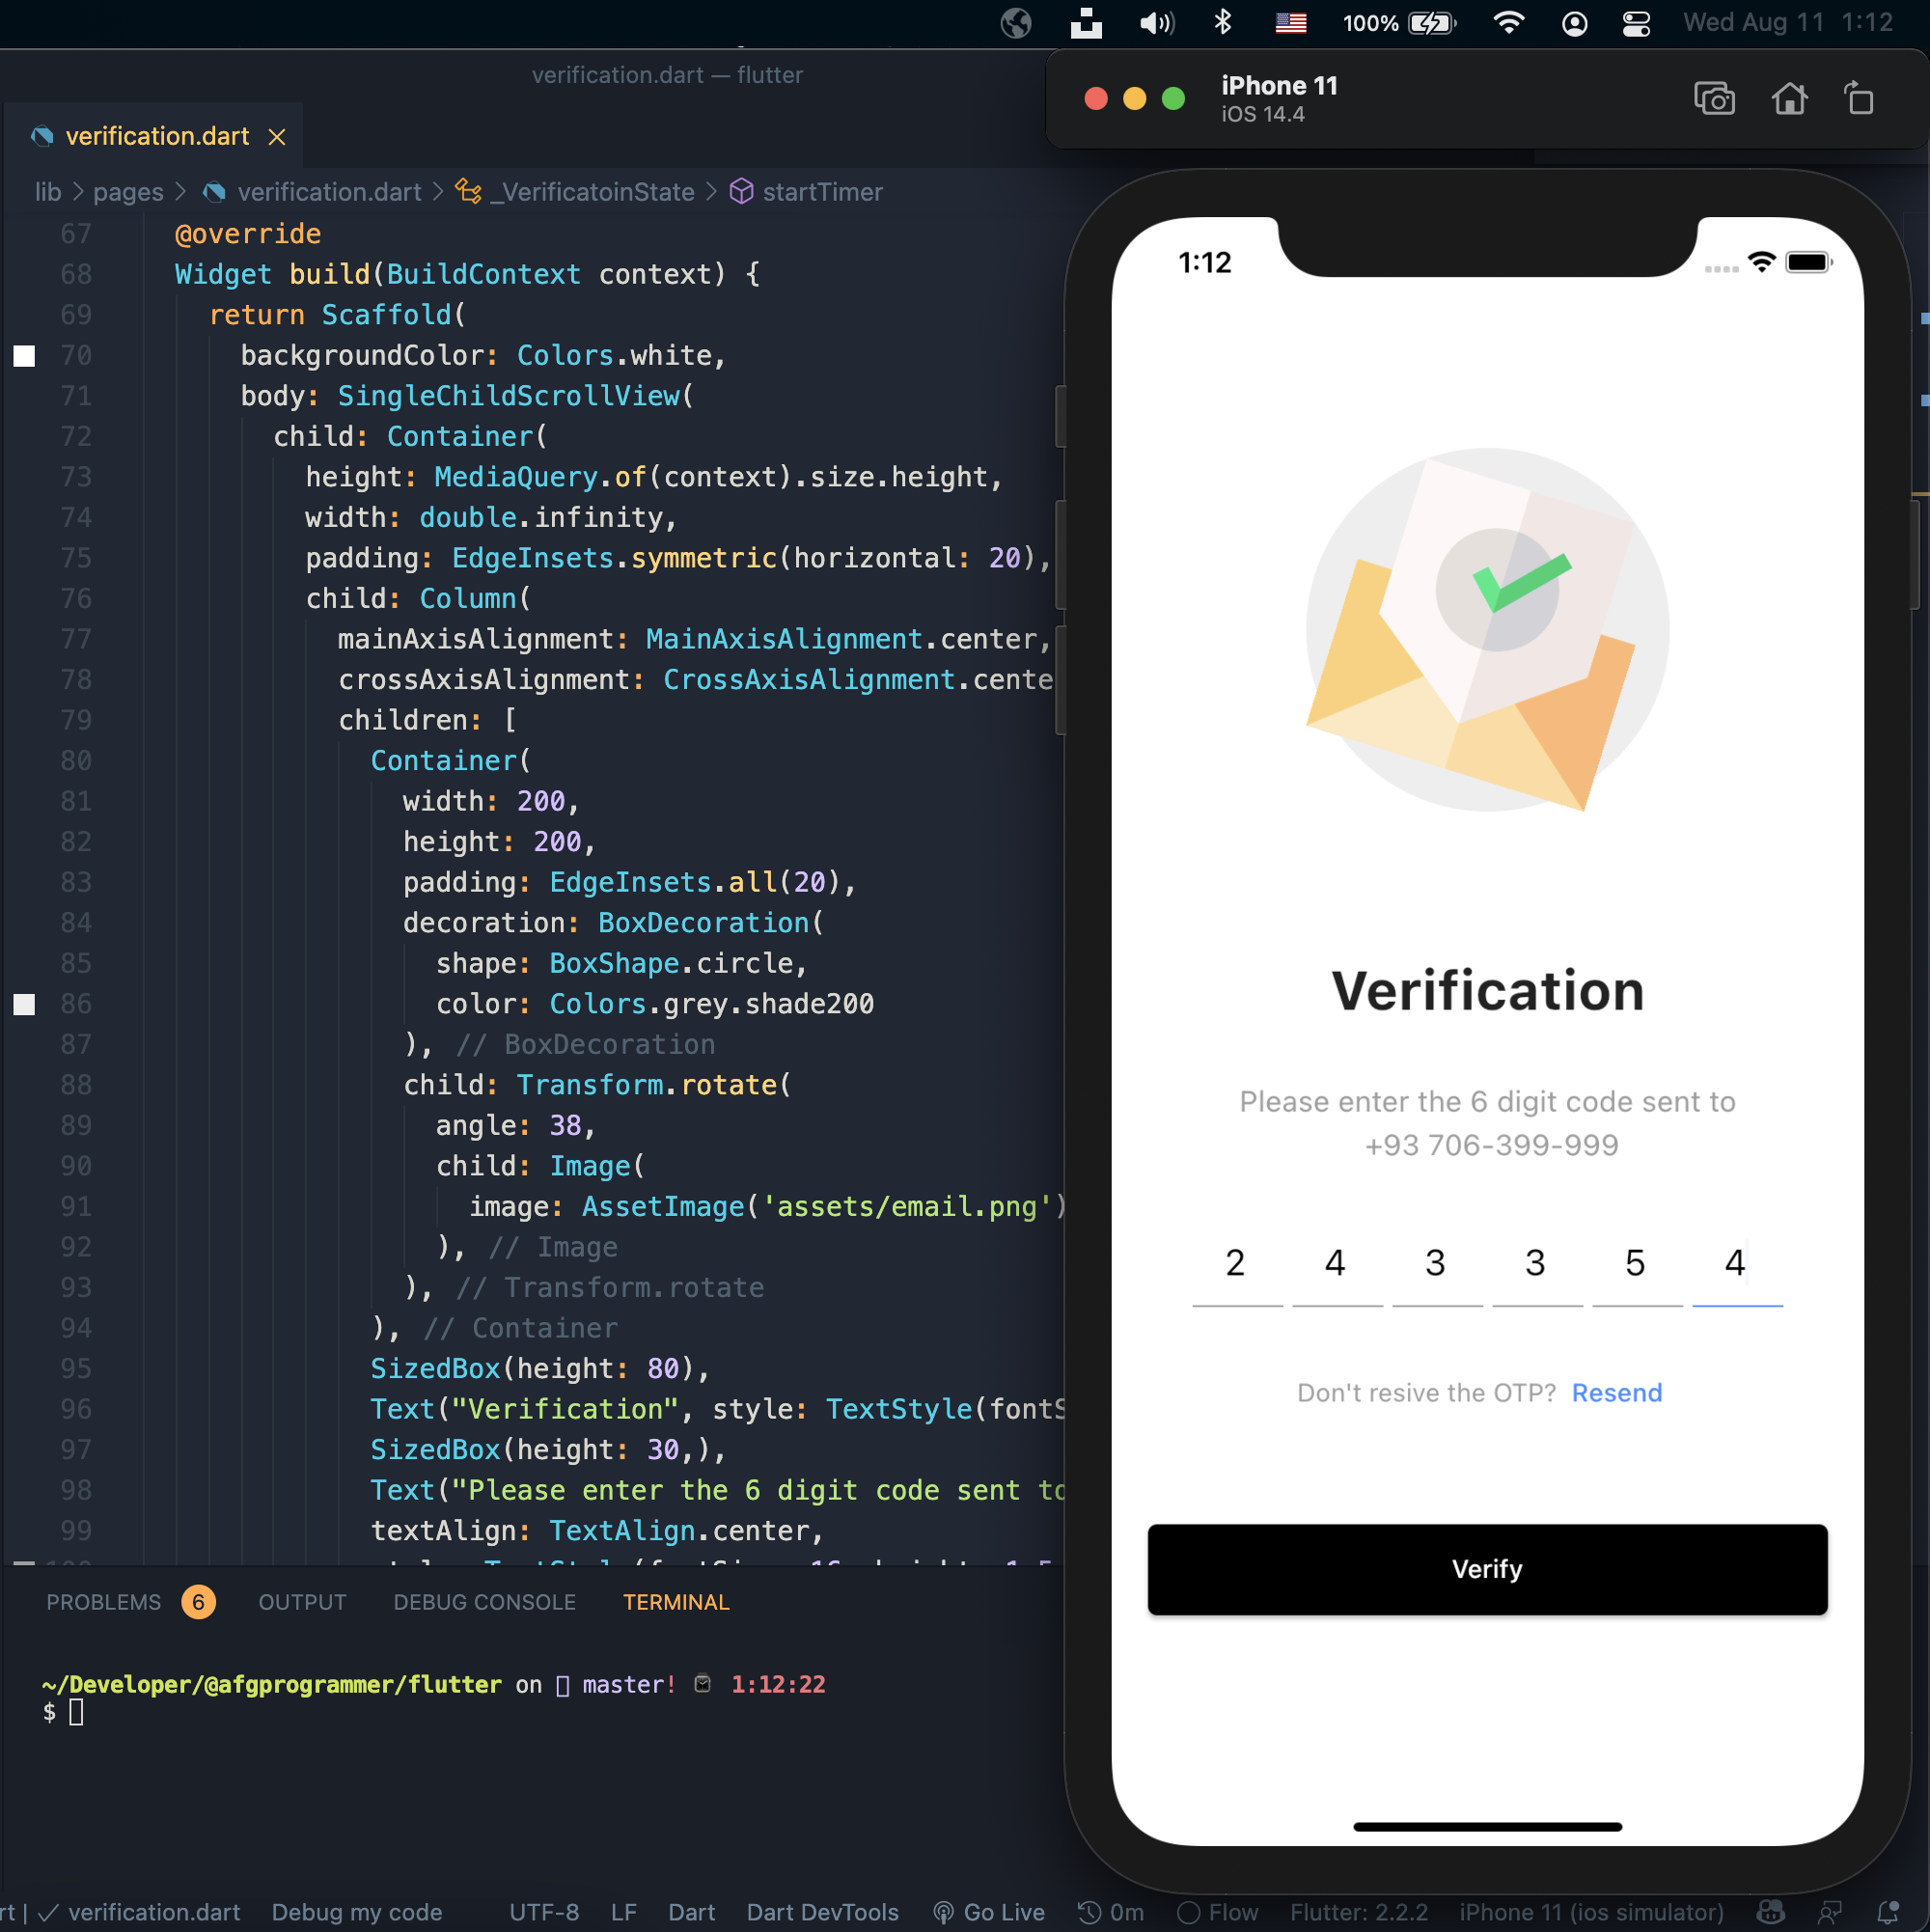 100%
Wed Aug 11 1:12
verification.dart — flutter
verification.dart
lib > pages > verification.dart > _VerificatoinState > startTimer
67 @override
68 Widget build(BuildContext context) {
69 return Scaffold(
70 backgroundColor: Colors.white,
71 body: SingleChildScrollView(
72 child: Container(
73 height: MediaQuery.of(context).size.height,
74 width: double.infinity,
75 padding: EdgeInsets.symmetric(horizontal: 20),
76 child: Column(
77 mainAxisAlignment: MainAxisAlignment.center,
78 crossAxisAlignment: CrossAxisAlignment.cente
79 children: [
80 Container(
81 width: 200,
82 height: 200,
83 padding: EdgeInsets.all(20),
84 decoration: BoxDecoration(
85 shape: BoxShape.circle,
86 color: Colors.grey.shade200
87 ), // BoxDecoration
88 child: Transform.rotate(
89 angle: 38,
90 child: Image(
91 image: AssetImage('assets/email.png')
92 ), // Image
93 ), // Transform.rotate
94 ), // Container
95 SizedBox(height: 80),
96 Text("Verification", style: TextStyle(fontS
97 SizedBox(height: 30,),
98 Text("Please enter the 6 digit code sent to
99 textAlign: TextAlign.center,
PROBLEMS 6 OUTPUT DEBUG CONSOLE TERMINAL
~/Developer/@afgprogrammer/flutter on master! 1:12:22
$
rt | ✓ verification.dart Debug my code UTF-8 LF Dart Dart DevTools Go Live 0m Flow Flutter: 2.2.2 iPhone 11 (ios simulator)
iPhone 11
iOS 14.4
1:12
Verification
Please enter the 6 digit code sent to
+93 706-399-999
2 4 3 3 5 4
Don't resive the OTP? Resend
Verify